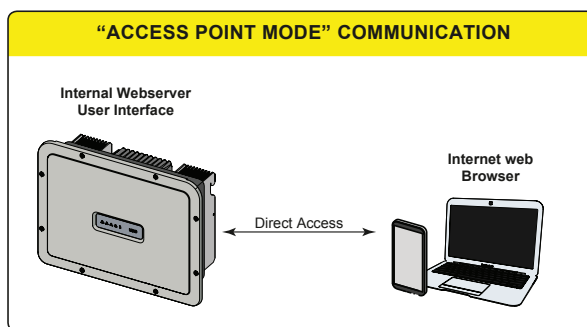 “ACCESS POINT MODE” COMMUNICATION
Internal Webserver
User Interface
Internet web
Browser
Direct Access